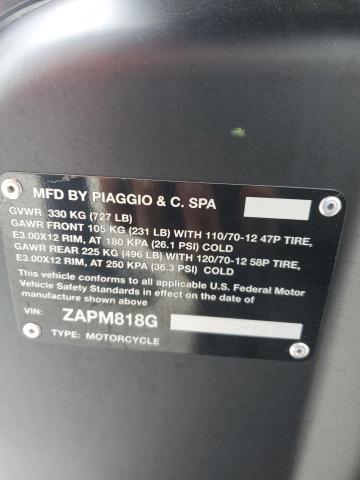 MFD BY PIAGGIO & C. SPA
GVWR 330 KG (727 LB)
GAWR FRONT 105 KG (231 LB) WITH 110/70-12 47P TIRE,
E3.00X12 RIM, AT 180 KPA (26.1 PSI) COLD
GAWR REAR 225 KG (496 LB) WITH 120/70-12 58P TIRE,
E3.00X12 RIM, AT 250 KPA (36.3 PSI) COLD
This vehicle conforms to all applicable U.S. Federal Motor
Vehicle Safety Standards in effect on the date of
manufacture shown above
VIN: ZAPM818G
TYPE: MOTORCYCLE